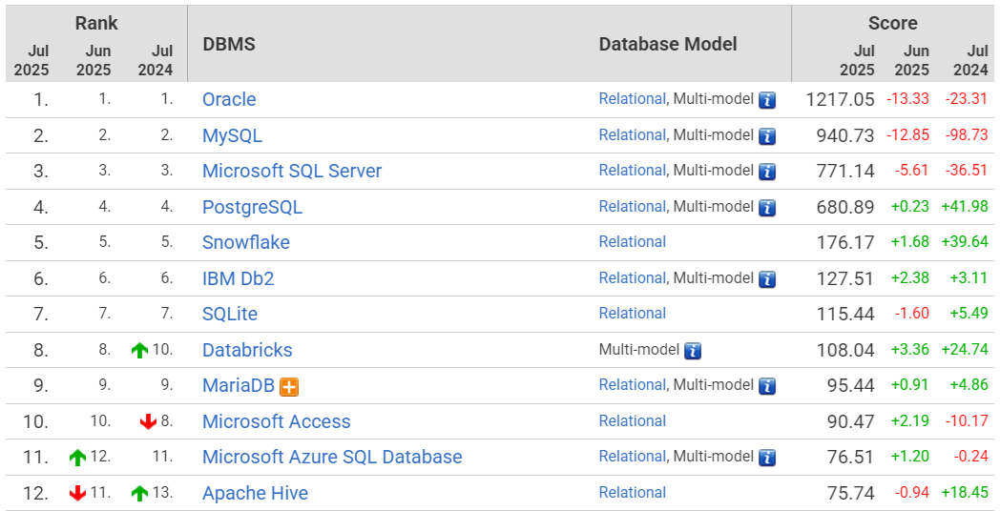 Rank Score
DBMS Database Model
Jul Jun Jul Jul Jun Jul
2025 2025 2024 2025 2025 2024
1. 1. 1. Oracle Relational, Multi-model i 1217.05 -13.33 -23.31
2. 2. 2. MySQL Relational, Multi-model i 940.73 -12.85 -98.73
3. 3. 3. Microsoft SQL Server Relational, Multi-model i 771.14 -5.61 -36.51
4. 4. 4. PostgreSQL Relational, Multi-model i 680.89 +0.23 +41.98
5. 5. 5. Snowflake Relational 176.17 +1.68 +39.64
6. 6. 6. IBM Db2 Relational, Multi-model i 127.51 +2.38 +3.11
7. 7. 7. SQLite Relational 115.44 -1.60 +5.49
8. 8. 10. Databricks Multi-model i 108.04 +3.36 +24.74
9. 9. 9. MariaDB Relational, Multi-model i 95.44 +0.91 +4.86
10. 10. 8. Microsoft Access Relational 90.47 +2.19 -10.17
11. 12. 11. Microsoft Azure SQL Database Relational, Multi-model i 76.51 +1.20 -0.24
12. 11. 13. Apache Hive Relational 75.74 -0.94 +18.45